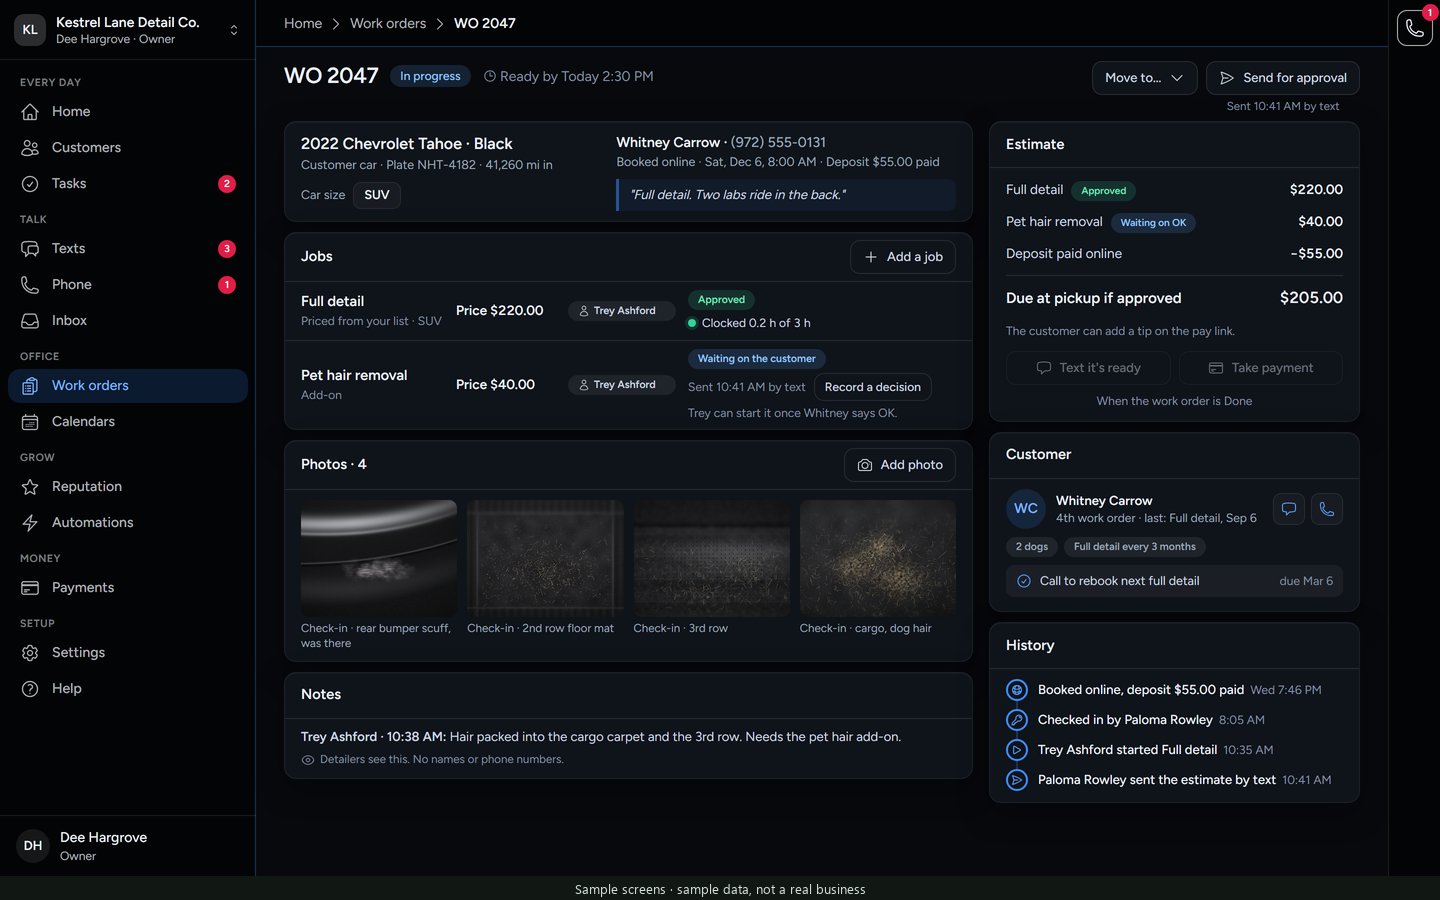 KL
Kestrel Lane Detail Co.
Dee Hargrove · Owner
EVERY DAY
Home
Customers
Tasks 2
TALK
Texts 3
Phone 1
Inbox
OFFICE
Work orders
Calendars
GROW
Reputation
Automations
MONEY
Payments
SETUP
Settings
Help
DH
Dee Hargrove
Owner
Home > Work orders > WO 2047
1
WO 2047 In progress Ready by Today 2:30 PM
Move to... Send for approval
Sent 10:41 AM by text
2022 Chevrolet Tahoe · Black
Customer car · Plate NHT-4182 · 41,260 mi in
Car size SUV
Whitney Carrow · (972) 555-0131
Booked online · Sat, Dec 6, 8:00 AM · Deposit $55.00 paid
"Full detail. Two labs ride in the back."
Jobs
Add a job
Full detail
Priced from your list · SUV
Price $220.00
Trey Ashford
Approved
Clocked 0.2 h of 3 h
Pet hair removal
Add-on
Price $40.00
Trey Ashford
Waiting on the customer
Sent 10:41 AM by text Record a decision
Trey can start it once Whitney says OK.
Photos · 4
Add photo
Check-in · rear bumper scuff,
was there
Check-in · 2nd row floor mat
Check-in · 3rd row
Check-in · cargo, dog hair
Notes
Trey Ashford · 10:38 AM: Hair packed into the cargo carpet and the 3rd row. Needs the pet hair add-on.
Detailers see this. No names or phone numbers.
Estimate
Full detail Approved $220.00
Pet hair removal Waiting on OK $40.00
Deposit paid online −$55.00
Due at pickup if approved $205.00
The customer can add a tip on the pay link.
Text it's ready Take payment
When the work order is Done
Customer
WC
Whitney Carrow
4th work order · last: Full detail, Sep 6
2 dogs Full detail every 3 months
Call to rebook next full detail due Mar 6
History
Booked online, deposit $55.00 paid Wed 7:46 PM
Checked in by Paloma Rowley 8:05 AM
Trey Ashford started Full detail 10:35 AM
Paloma Rowley sent the estimate by text 10:41 AM
Sample screens · sample data, not a real business